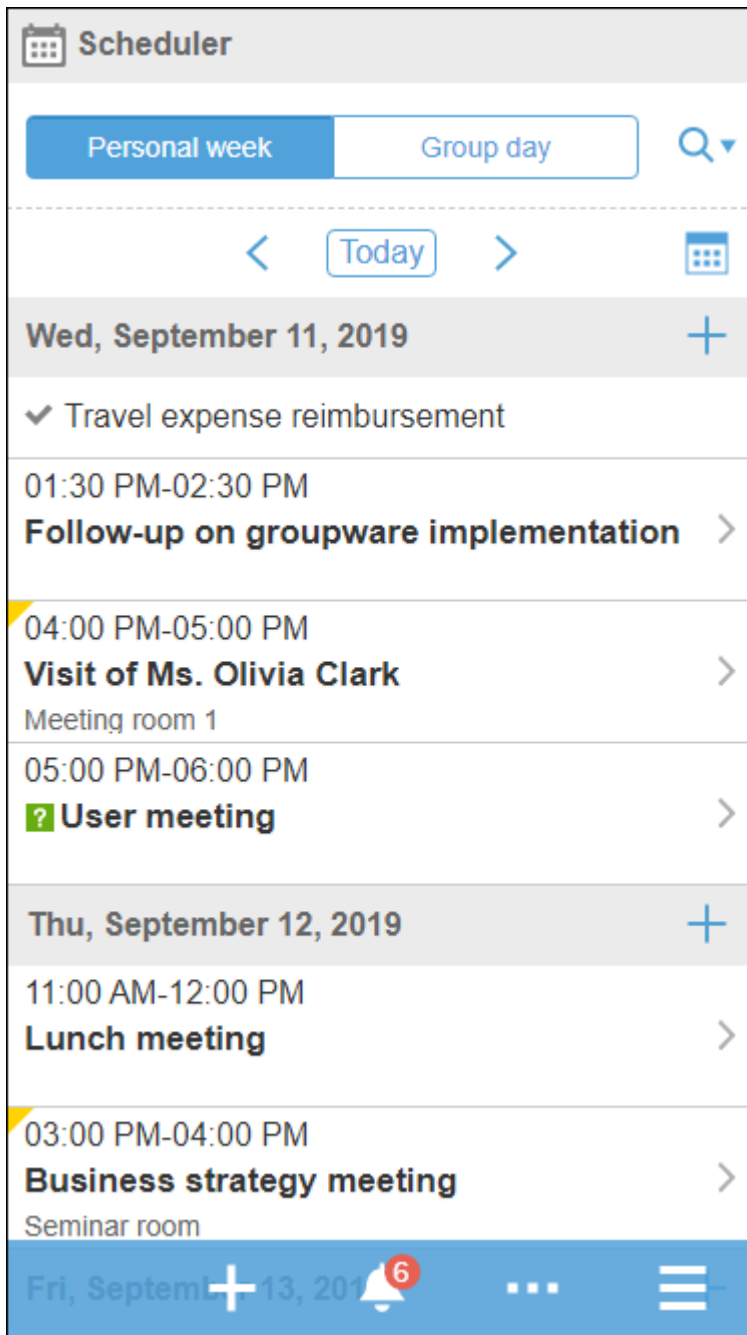 Scheduler
Personal week
Group day
Today
Wed, September 11, 2019
Travel expense reimbursement
01:30 PM-02:30 PM
Follow-up on groupware implementation
04:00 PM-05:00 PM
Visit of Ms. Olivia Clark
Meeting room 1
05:00 PM-06:00 PM
? User meeting
Thu, September 12, 2019
11:00 AM-12:00 PM
Lunch meeting
03:00 PM-04:00 PM
Business strategy meeting
Seminar room
Fri, 13,
6